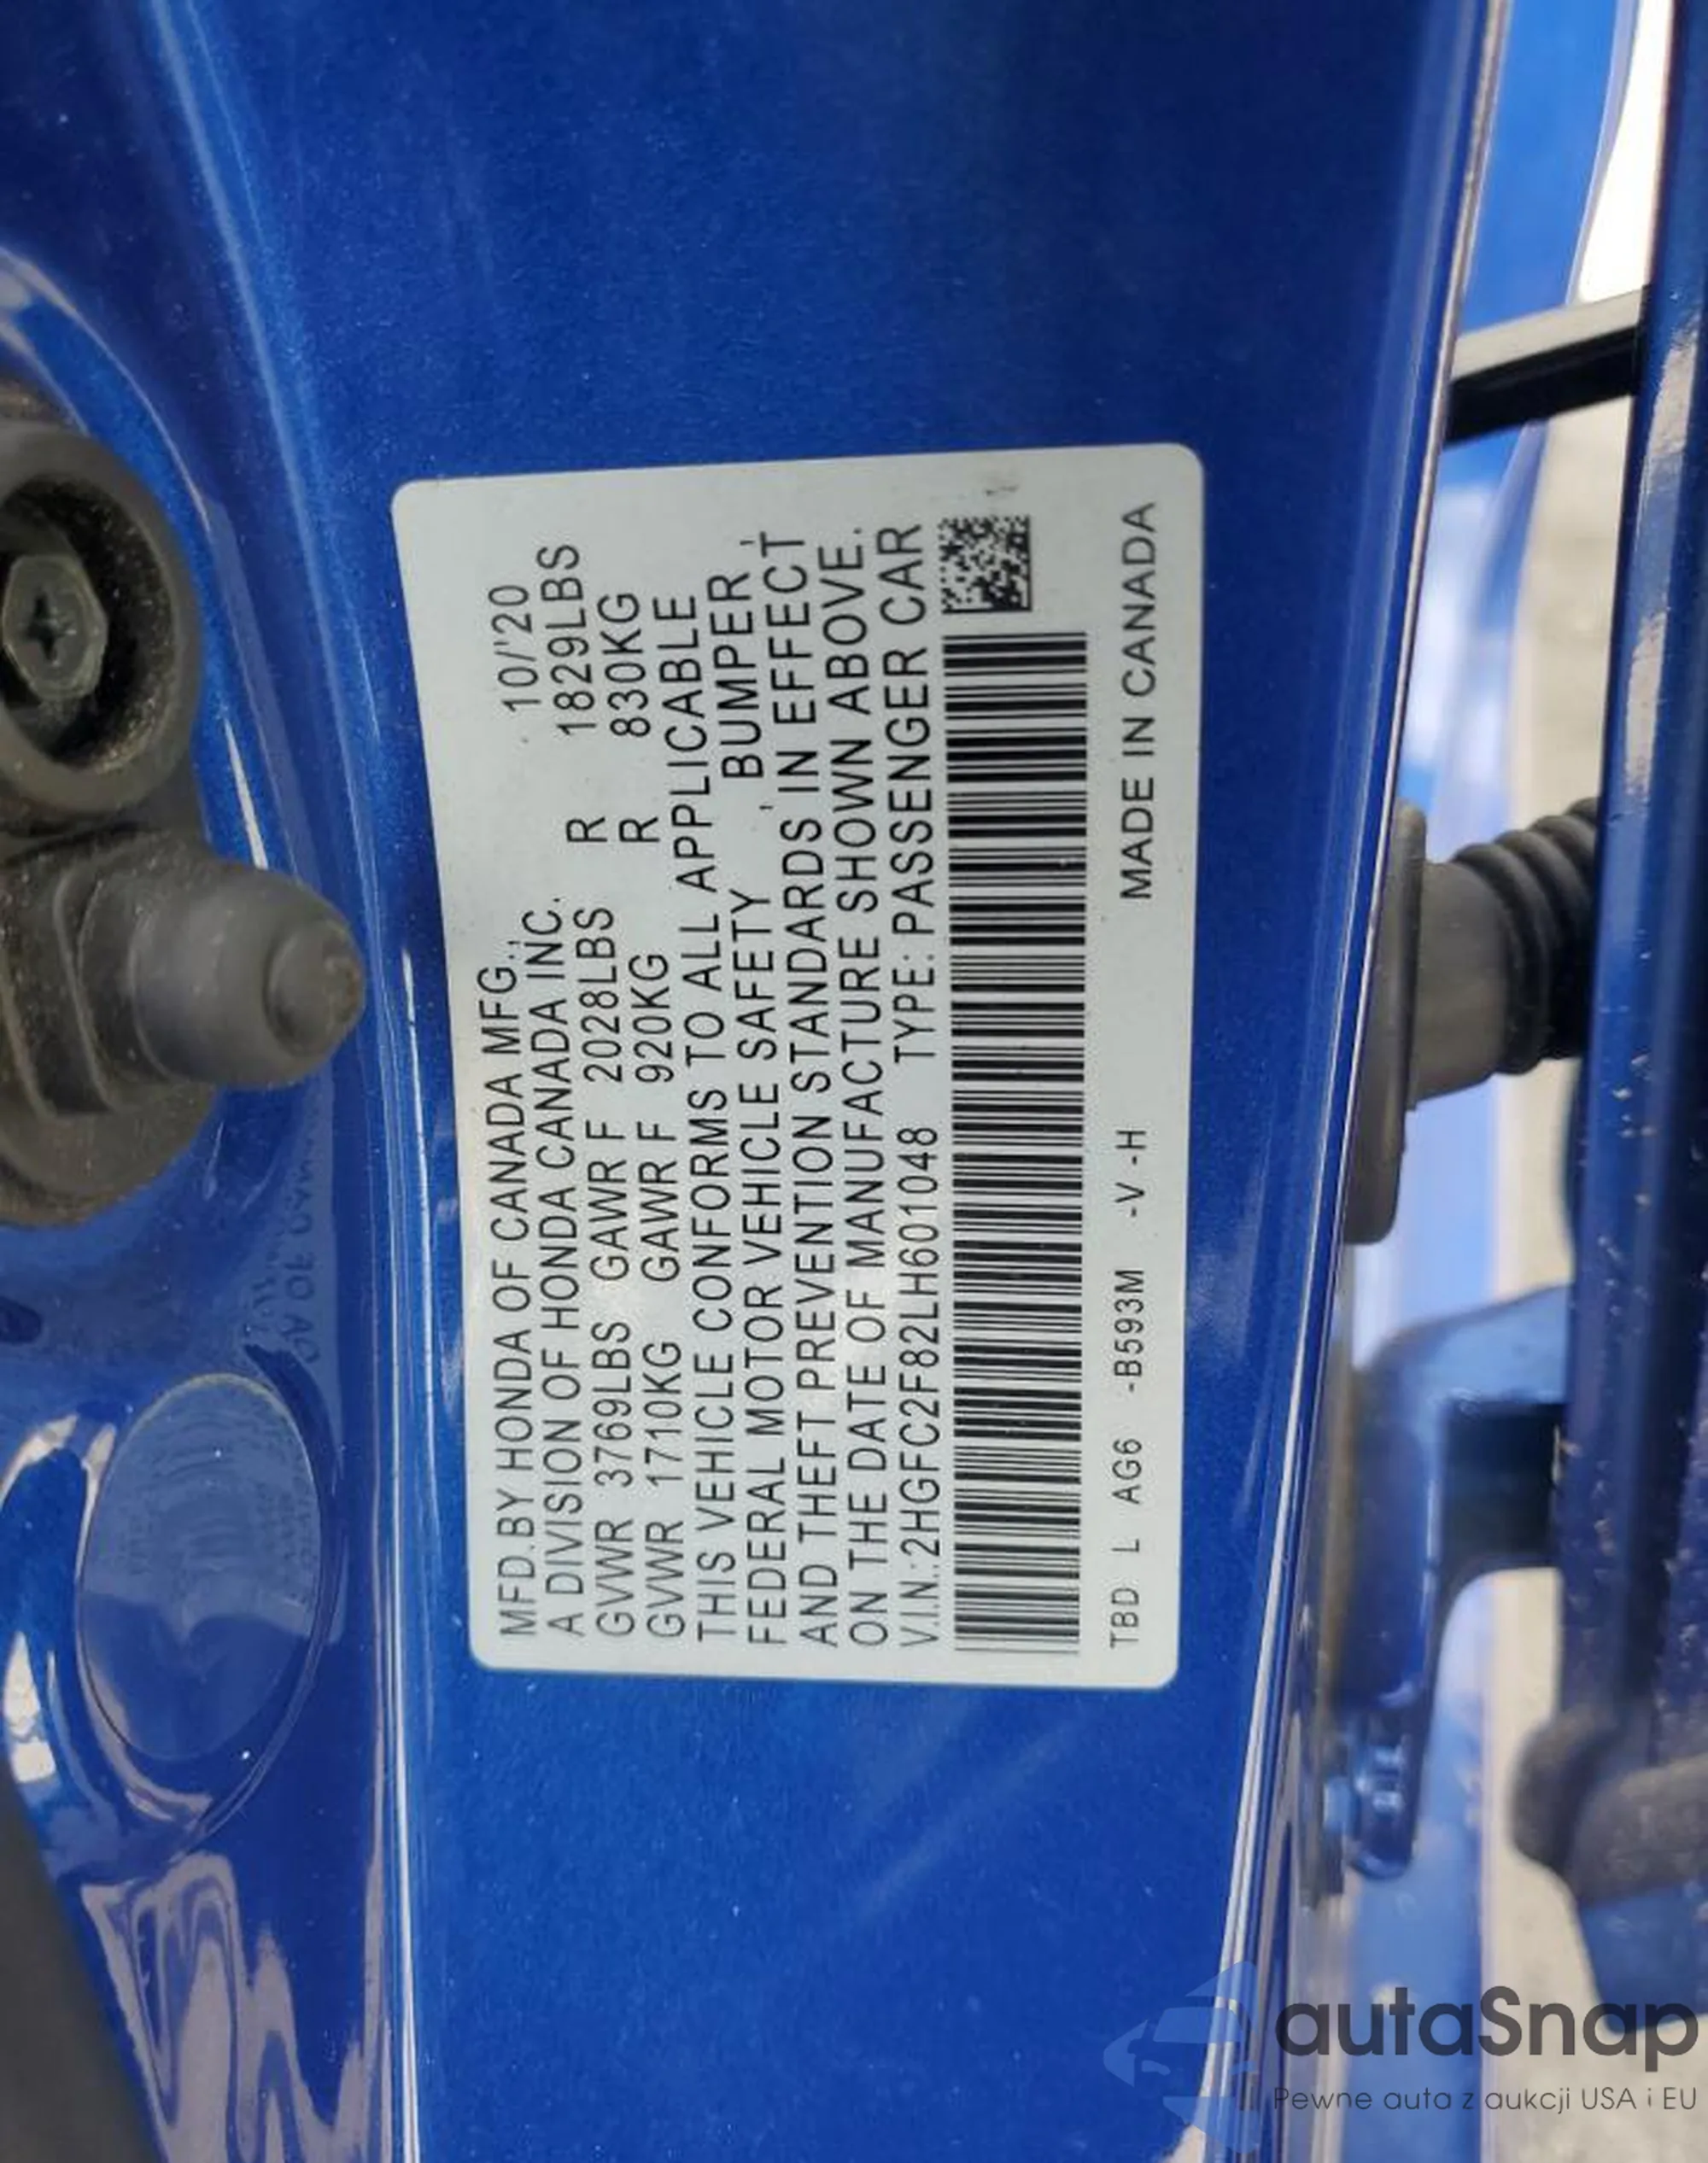 MFD.BY HONDA OF CANADA MFG., 10/'20
A DIVISION OF HONDA CANADA INC.
GVWR 3769LBS GAWR F 2028LBS R 1829LBS
GVWR 1710KG GAWR F 920KG R 830KG
THIS VEHICLE CONFORMS TO ALL APPLICABLE
FEDERAL MOTOR VEHICLE SAFETY , BUMPER ,
AND THEFT PREVENTION STANDARDS IN EFFECT
ON THE DATE OF MANUFACTURE SHOWN ABOVE.
V.I.N.:2HGFC2F82LH601048 TYPE: PASSENGER CAR
TBD L AG6 -B593M -V -H MADE IN CANADA
autaSnap
Pewne auta z aukcji USA i EU